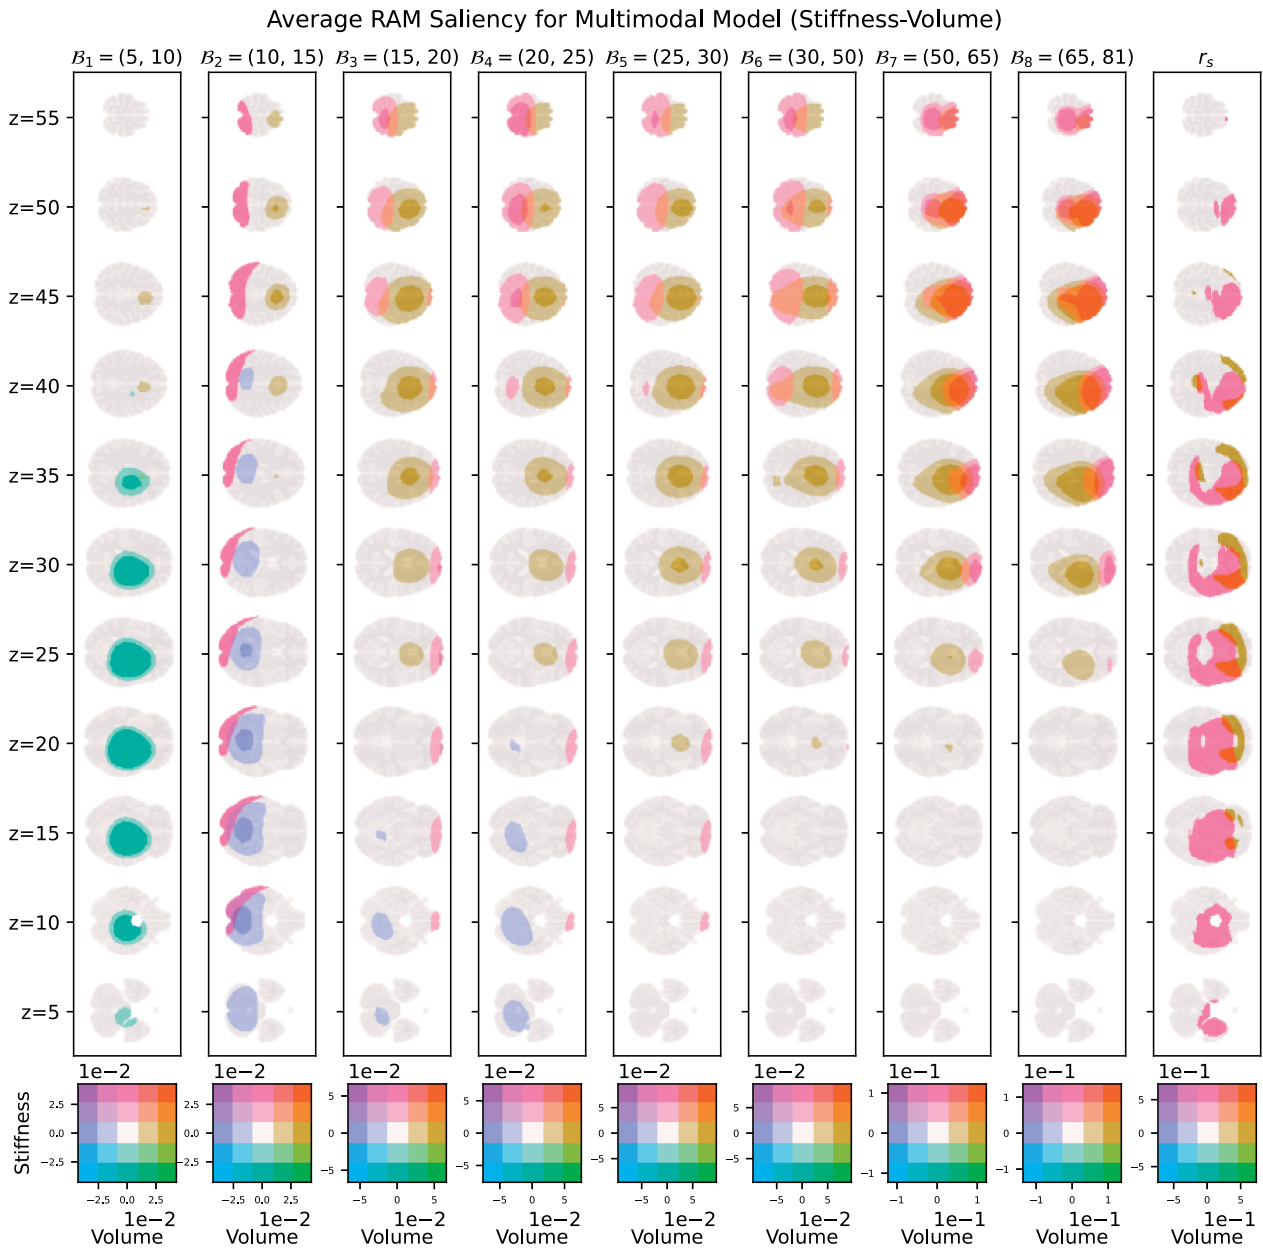 Average RAM Saliency for Multimodal Model (Stiffness-Volume)
ℬ₁ = (5, 10) ℬ₂ = (10, 15) ℬ₃ = (15, 20) ℬ₄ = (20, 25) ℬ₅ = (25, 30) ℬ₆ = (30, 50) ℬ₇ = (50, 65) ℬ₈ = (65, 81) rₛ
z=55
z=50
z=45
z=40
z=35
z=30
z=25
z=20
z=15
z=10
z=5
1e−2 1e−2 1e−2 1e−2 1e−2 1e−2 1e−1 1e−1 1e−1
Stiffness
2.5 2.5 5 5 5 5 1 1 5
0.0 0.0 0 0 0 0 0 0 0
−2.5 −2.5 −5 −5 −5 −5 −1 −1 −5
−2.5 0.0 2.5 −2.5 0.0 2.5 −5 0 5 −5 0 5 −5 0 5 −5 0 5 −1 0 1 −1 0 1 −5 0 5
1e−2 1e−2 1e−2 1e−2 1e−2 1e−2 1e−1 1e−1 1e−1
Volume Volume Volume Volume Volume Volume Volume Volume Volume